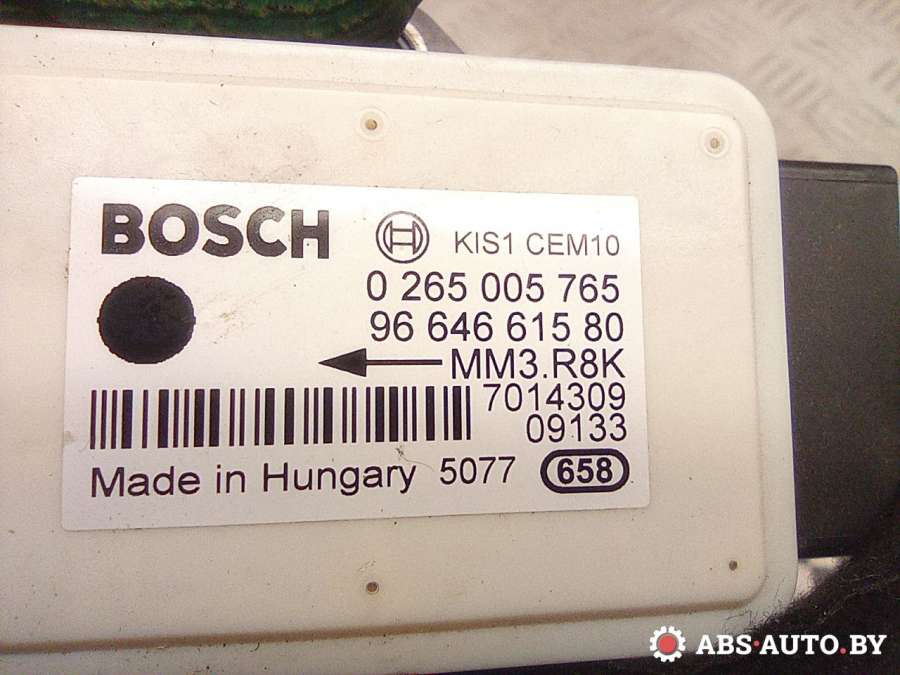 BOSCH KIS1 CEM10
0 265 005 765
96 646 615 80
MM3.R8K
7014309
09133
Made in Hungary 5077 658
ABS·AUTO.BY